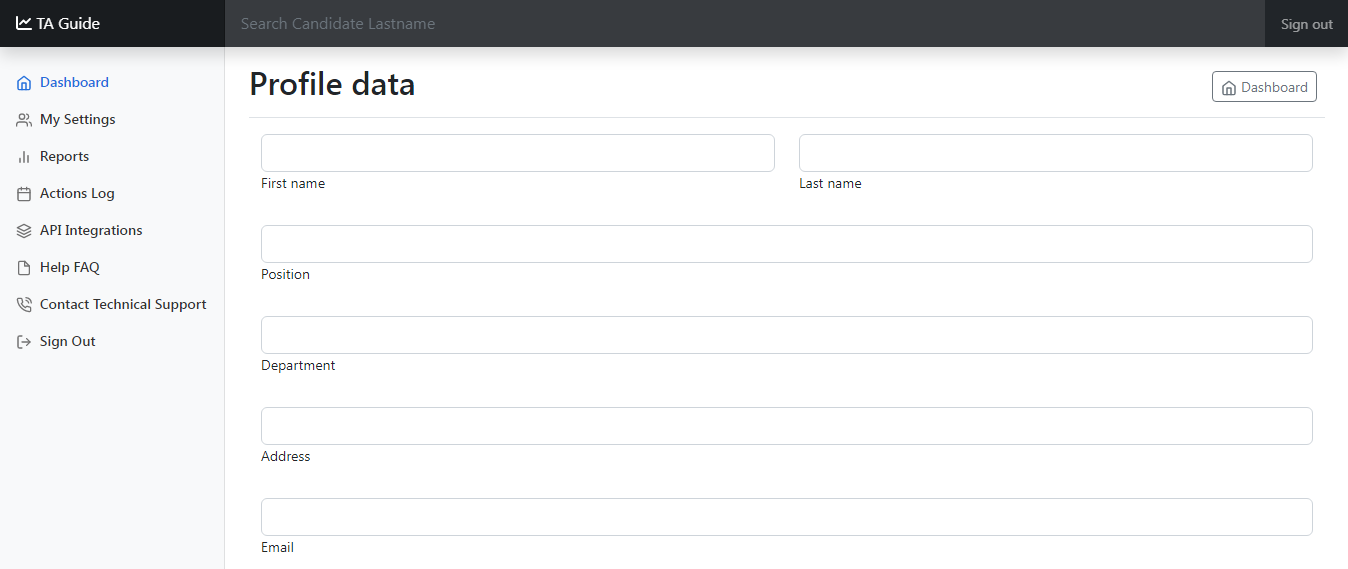 TA Guide
Search Candidate Lastname
Sign out
Dashboard
My Settings
Reports
Actions Log
API Integrations
Help FAQ
Contact Technical Support
Sign Out
Profile data
Dashboard
First name
Last name
Position
Department
Address
Email